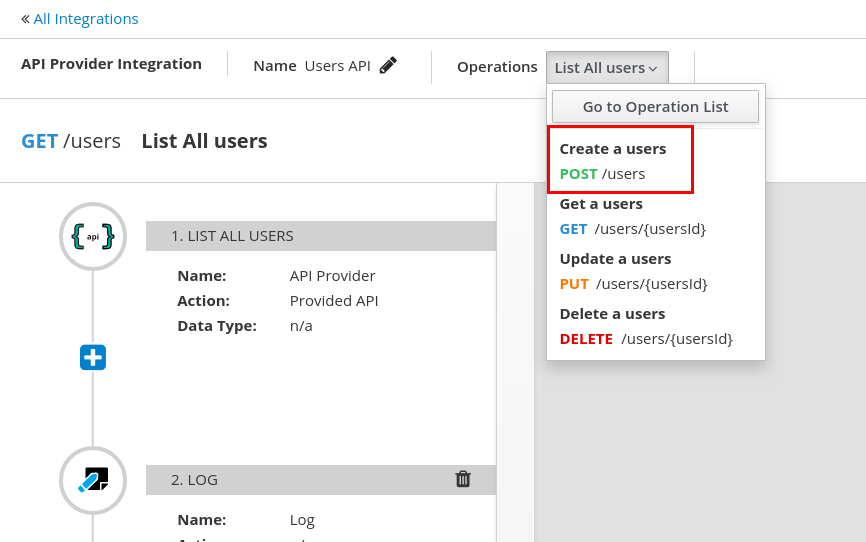 « All Integrations
API Provider Integration Name Users API Operations List All users
Go to Operation List
GET /users List All users
Create a users
POST /users
Get a users
GET /users/{usersId}
Update a users
PUT /users/{usersId}
Delete a users
DELETE /users/{usersId}
{api}
1. LIST ALL USERS
Name: API Provider
Action: Provided API
Data Type: n/a
2. LOG
Name: Log